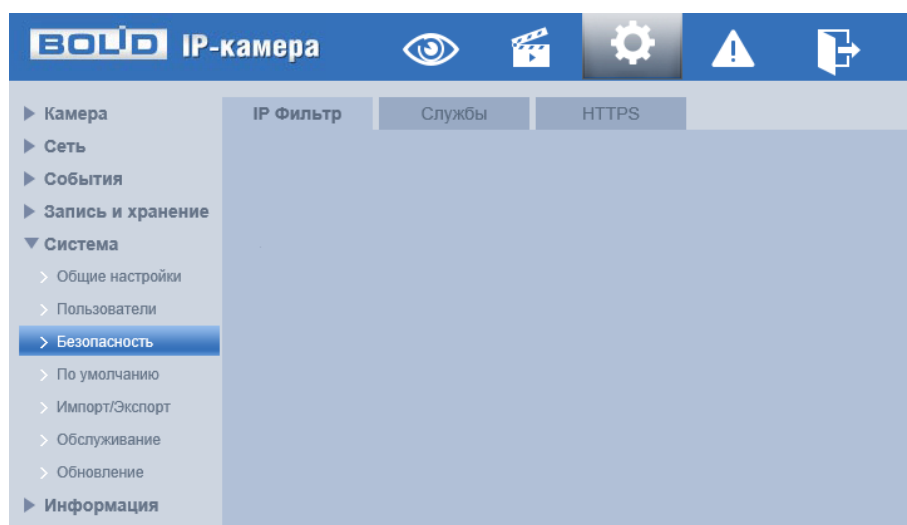 BOLID IP-камера
IP Фильтр Службы HTTPS
Камера
Сеть
События
Запись и хранение
Система
Общие настройки
Пользователи
Безопасность
По умолчанию
Импорт/Экспорт
Обслуживание
Обновление
Информация